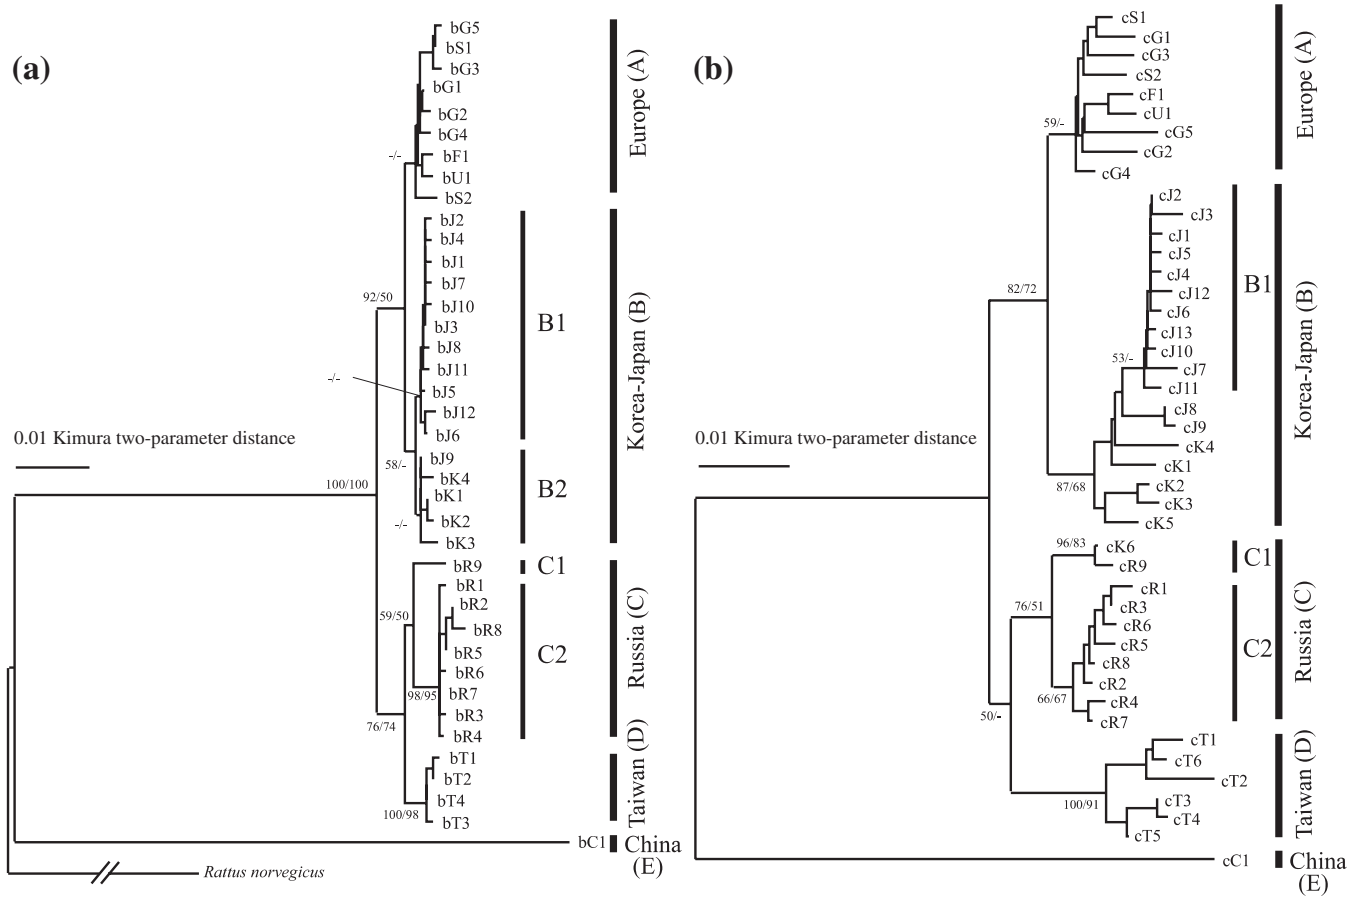 (a)
bG5
bS1
bG3
bG1
bG2
bG4
bF1
bU1
bS2
-/-
Europe (A)
bJ2
bJ4
bJ1
bJ7
bJ10
bJ3
bJ8
bJ11
bJ5
bJ12
bJ6
92/50
-/-
B1
Korea-Japan (B)
0.01 Kimura two-parameter distance
58/-
bJ9
bK4
bK1
bK2
bK3
-/-
B2
100/100
bR9
C1
bR1
bR2
bR8
bR5
bR6
bR7
bR3
bR4
59/50
98/95
C2
Russia (C)
76/74
bT1
bT2
bT4
bT3
100/98
Taiwan (D)
bC1
China
(E)
Rattus norvegicus
(b)
cS1
cG1
cG3
cS2
cF1
cU1
cG5
cG2
cG4
59/-
Europe (A)
cJ2
cJ3
cJ1
cJ5
cJ4
cJ12
cJ6
cJ13
cJ10
cJ7
cJ11
82/72
53/-
B1
Korea-Japan (B)
cJ8
cJ9
cK4
cK1
cK2
cK3
cK5
87/68
0.01 Kimura two-parameter distance
96/83
cK6
cR9
C1
76/51
cR1
cR3
cR6
cR5
cR8
cR2
cR4
cR7
66/67
C2
Russia (C)
50/-
cT1
cT6
cT2
cT3
cT4
cT5
100/91
Taiwan (D)
cC1
China
(E)